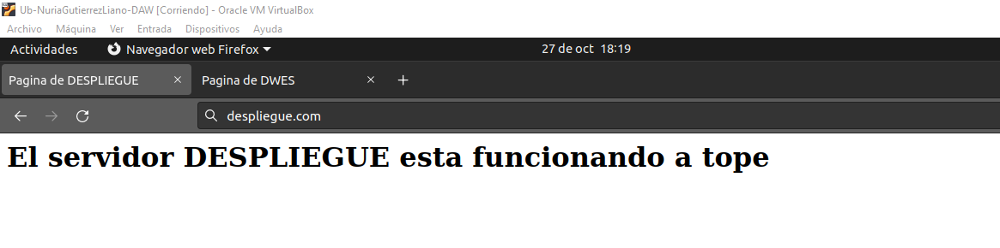 Ub-NuriaGutierrezLiano-DAW [Corriendo] - Oracle VM VirtualBox
Archivo Máquina Ver Entrada Dispositivos Ayuda
Actividades Navegador web Firefox 27 de oct 18:19
Pagina de DESPLIEGUE Pagina de DWES
despliegue.com
El servidor DESPLIEGUE esta funcionando a tope